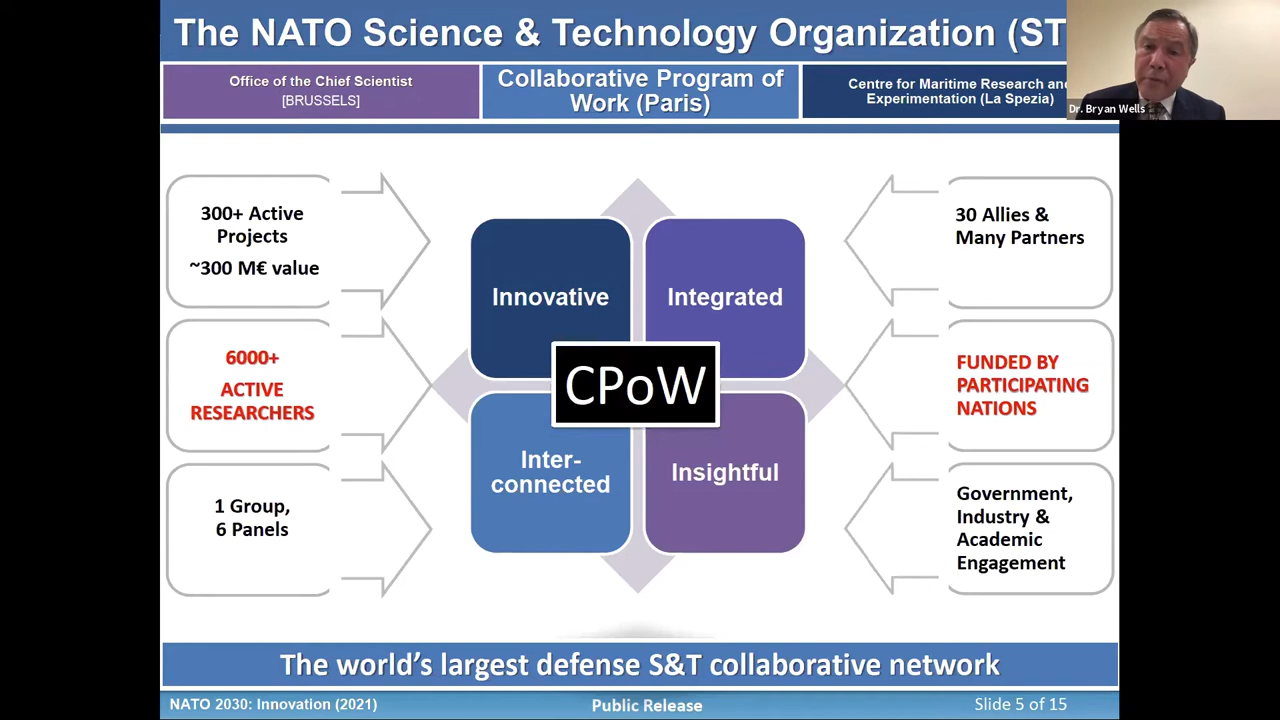 The NATO Science & Technology Organization (ST
Office of the Chief Scientist
[BRUSSELS]
Collaborative Program of
Work (Paris)
Centre for Maritime Research and
Experimentation (La Spezia)
Dr. Bryan Wells
300+ Active
Projects
~300 M€ value
6000+
ACTIVE
RESEARCHERS
1 Group,
6 Panels
Innovative
Integrated
CPoW
Inter-
connected
Insightful
30 Allies &
Many Partners
FUNDED BY
PARTICIPATING
NATIONS
Government,
Industry &
Academic
Engagement
The world’s largest defense S&T collaborative network
NATO 2030: Innovation (2021)
Public Release
Slide 5 of 15